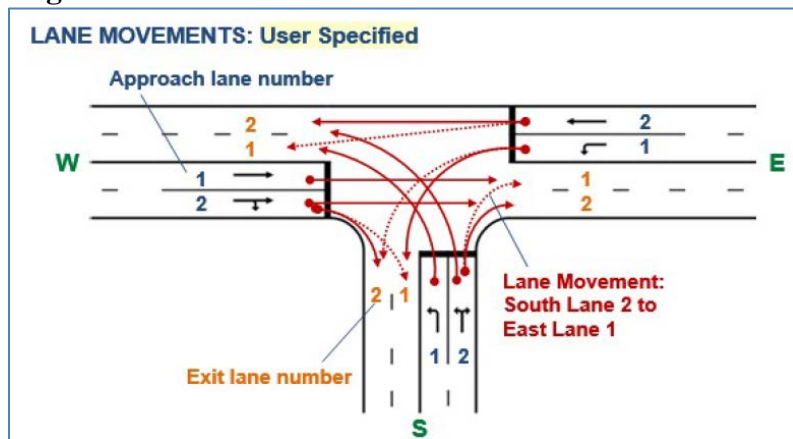 LANE MOVEMENTS: User Specified
Approach lane number
2
2
1
1
W
E
1
1
2
2
Lane Movement:
South Lane 2 to
East Lane 1
2 1
1 2
Exit lane number
S